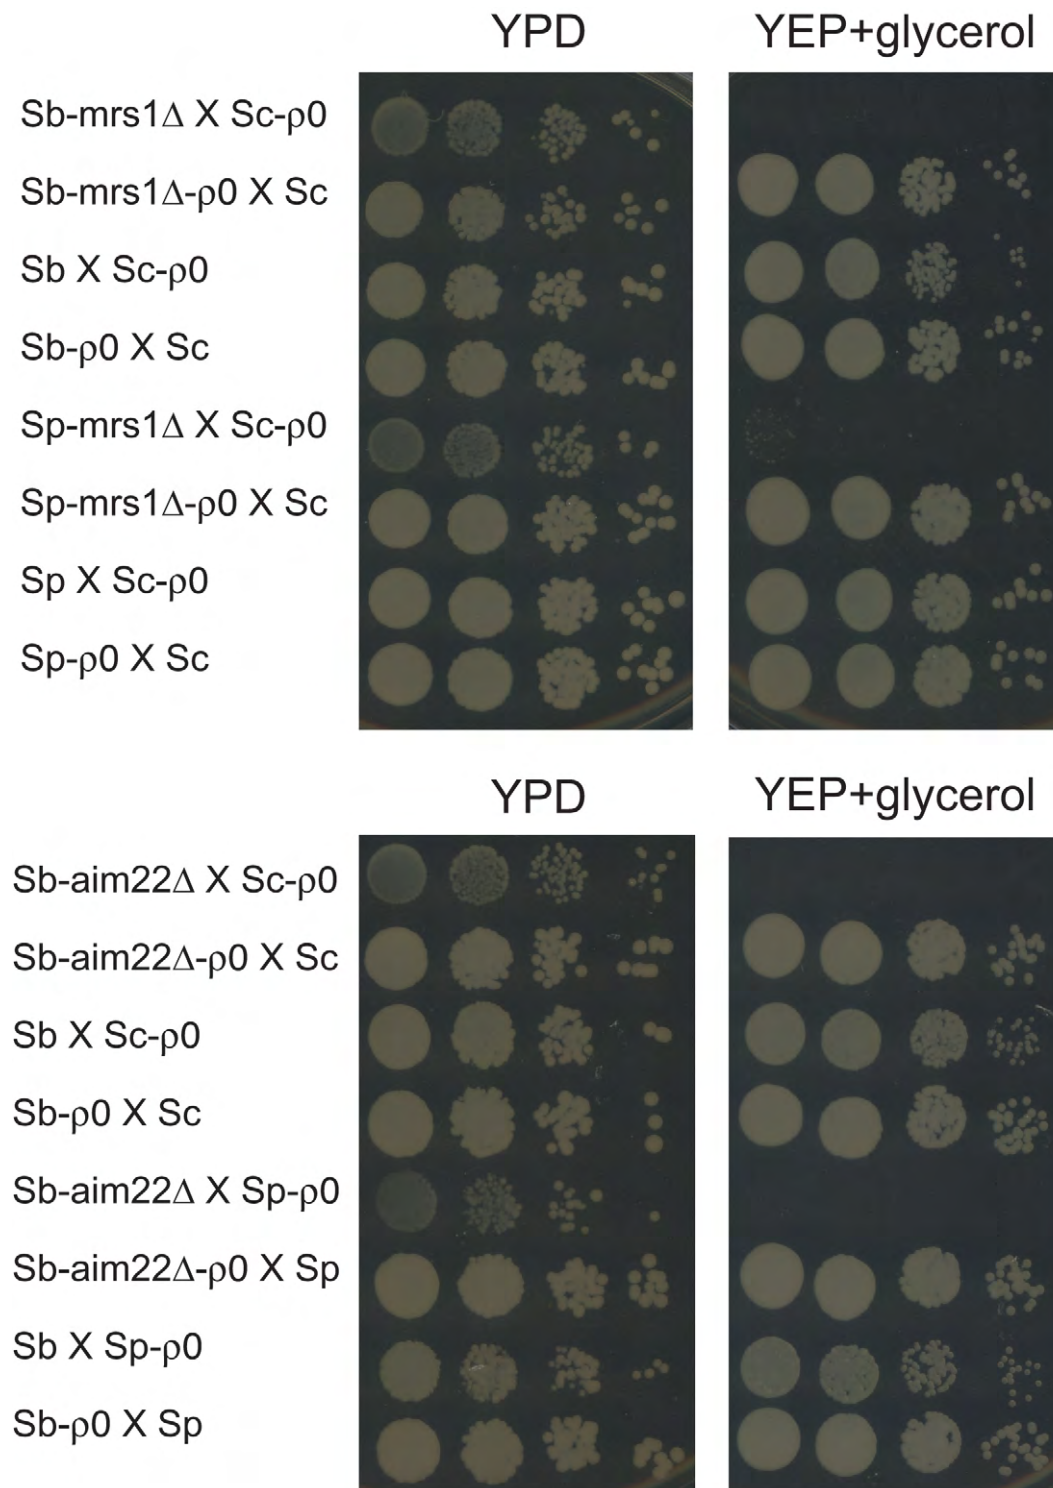 YPD YEP+glycerol
Sb-mrs1Δ X Sc-ρ0
Sb-mrs1Δ-ρ0 X Sc
Sb X Sc-ρ0
Sb-ρ0 X Sc
Sp-mrs1Δ X Sc-ρ0
Sp-mrs1Δ-ρ0 X Sc
Sp X Sc-ρ0
Sp-ρ0 X Sc
YPD YEP+glycerol
Sb-aim22Δ X Sc-ρ0
Sb-aim22Δ-ρ0 X Sc
Sb X Sc-ρ0
Sb-ρ0 X Sc
Sb-aim22Δ X Sp-ρ0
Sb-aim22Δ-ρ0 X Sp
Sb X Sp-ρ0
Sb-ρ0 X Sp